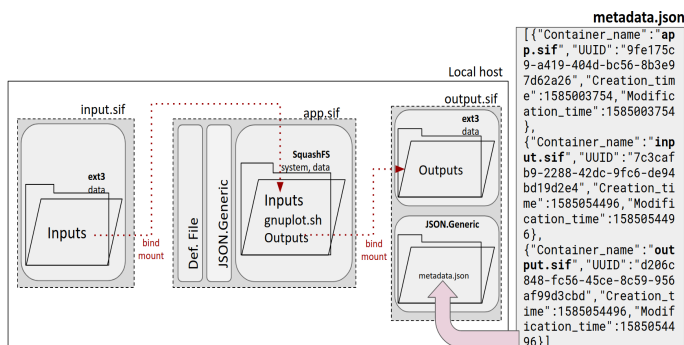 metadata.json
[{"Container_name":"ap
p.sif","UUID":"9fe175c
9-a419-404d-bc56-8b3e9
7d62a26","Creation_tim
e":1585003754,"Modific
ation_time":1585003754
},
{"Container_name":"inp
ut.sif","UUID":"7c3caf
b9-2288-42dc-9fc6-de94
bd19d2e4","Creation_ti
me":1585054496,"Modifi
cation_time":158505449
6},
{"Container_name":"out
put.sif","UUID":"d206c
848-fc56-45ce-8c59-956
af99d3cbd","Creation_t
ime":1585054496,"Modif
ication_time":15850544
96}]
Local host
input.sif
ext3
data
Inputs
bind
mount
app.sif
Def. File
JSON.Generic
SquashFS
system, data
Inputs
gnuplot.sh
Outputs
bind
mount
output.sif
ext3
data
Outputs
JSON.Generic
metadata.json